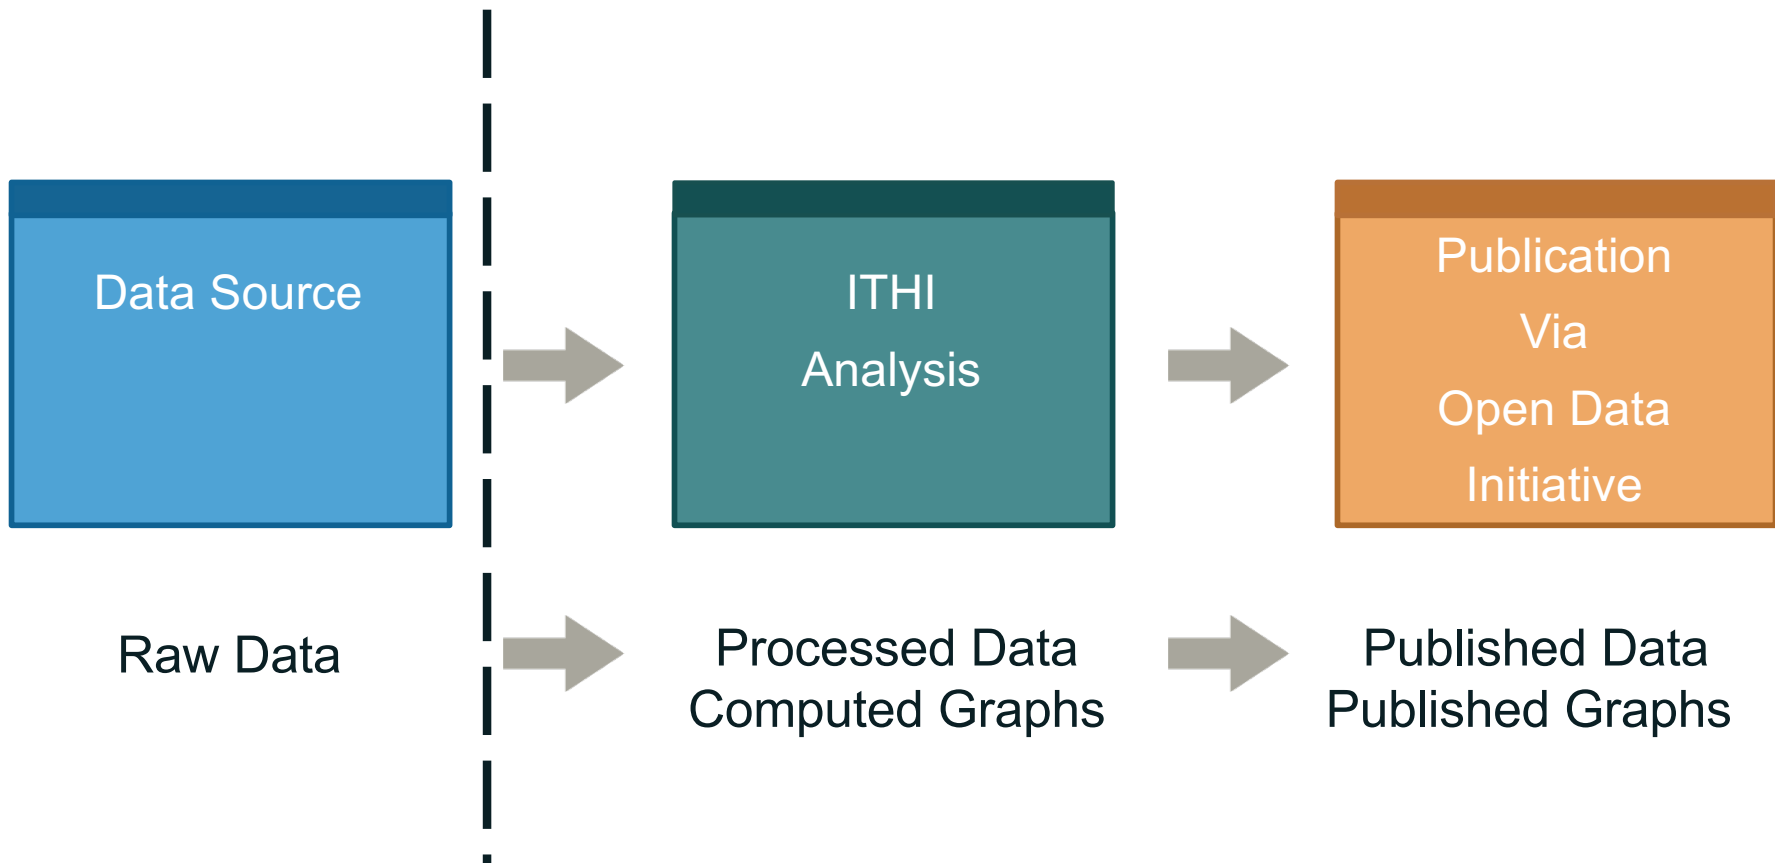 Data Source
ITHI
Analysis
Publication
Via
Open Data
Initiative
Raw Data
Processed Data
Computed Graphs
Published Data
Published Graphs